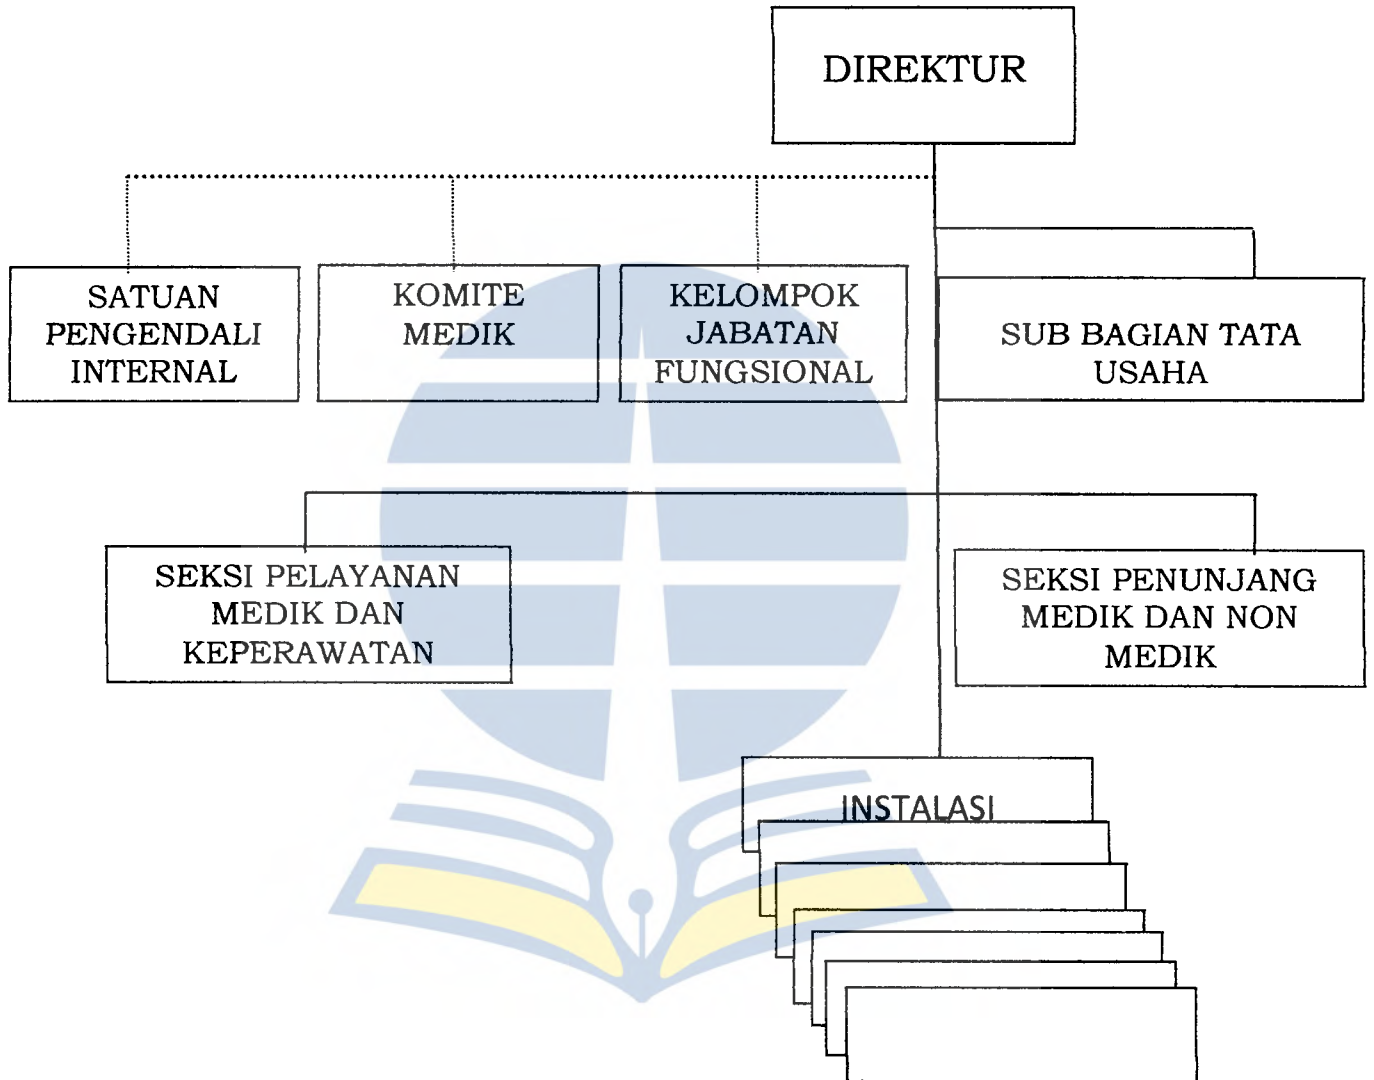 DIREKTUR
SATUAN
PENGENDALI
INTERNAL
KOMITE
MEDIK
KELOMPOK
JABATAN
FUNGSIONAL
SUB BAGIAN TATA
USAHA
SEKSI PELAYANAN
MEDIK DAN
KEPERAWATAN
SEKSI PENUNJANG
MEDIK DAN NON
MEDIK
INSTALASI